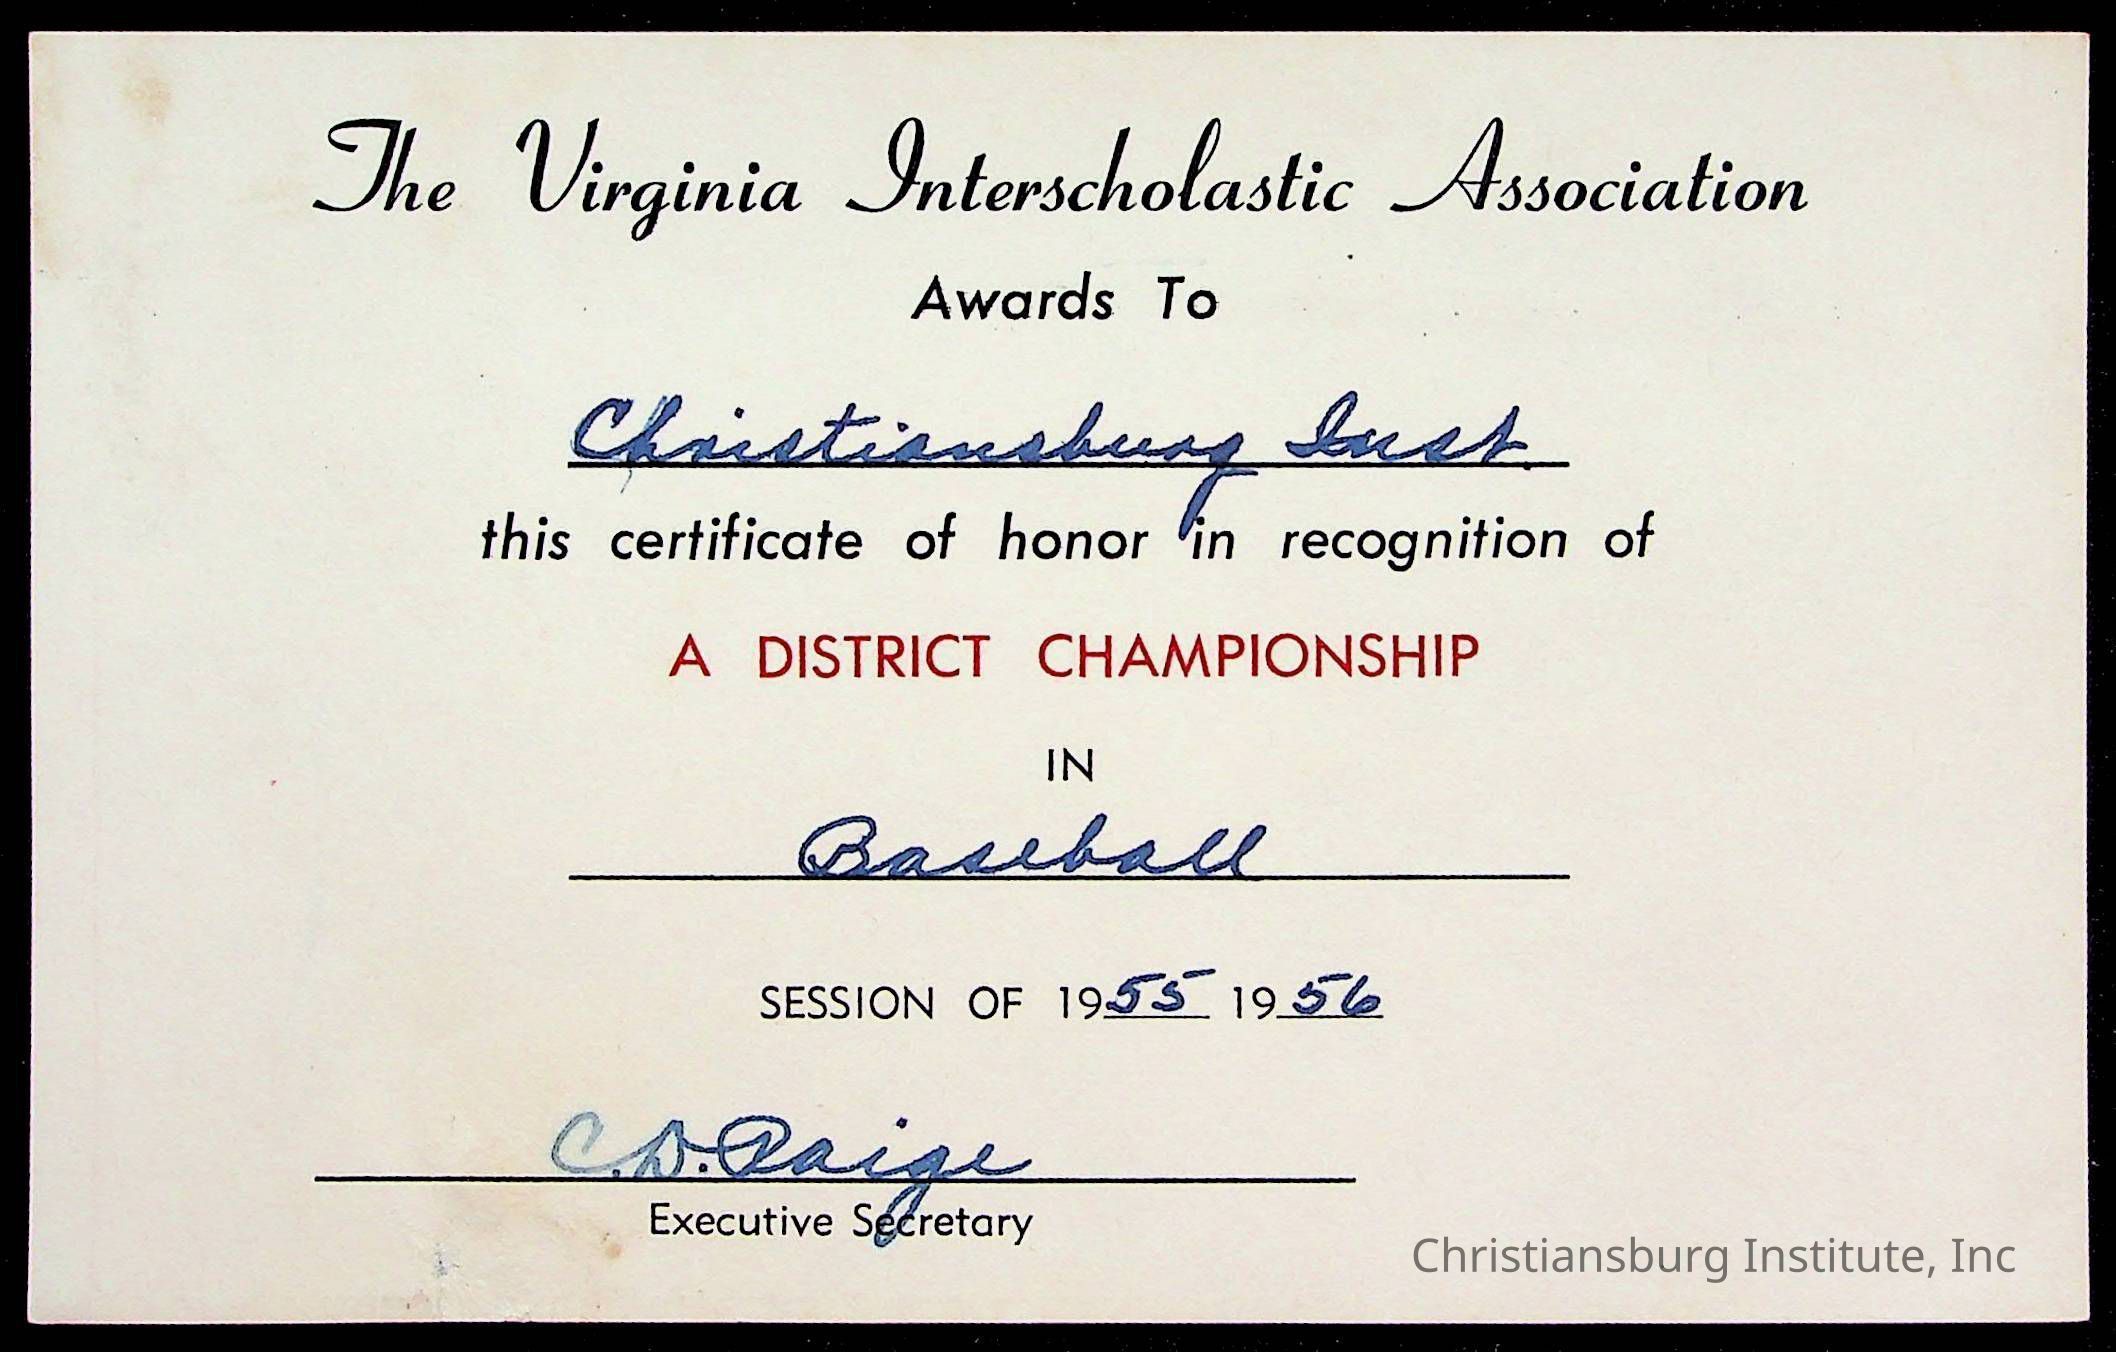 The Virginia Interscholastic Association
Awards To
Christiansburg Inst.
this certificate of honor in recognition of
A DISTRICT CHAMPIONSHIP
IN
Baseball
SESSION OF 1955 1956
C. D. Paige
Executive Secretary
Christiansburg Institute, Inc